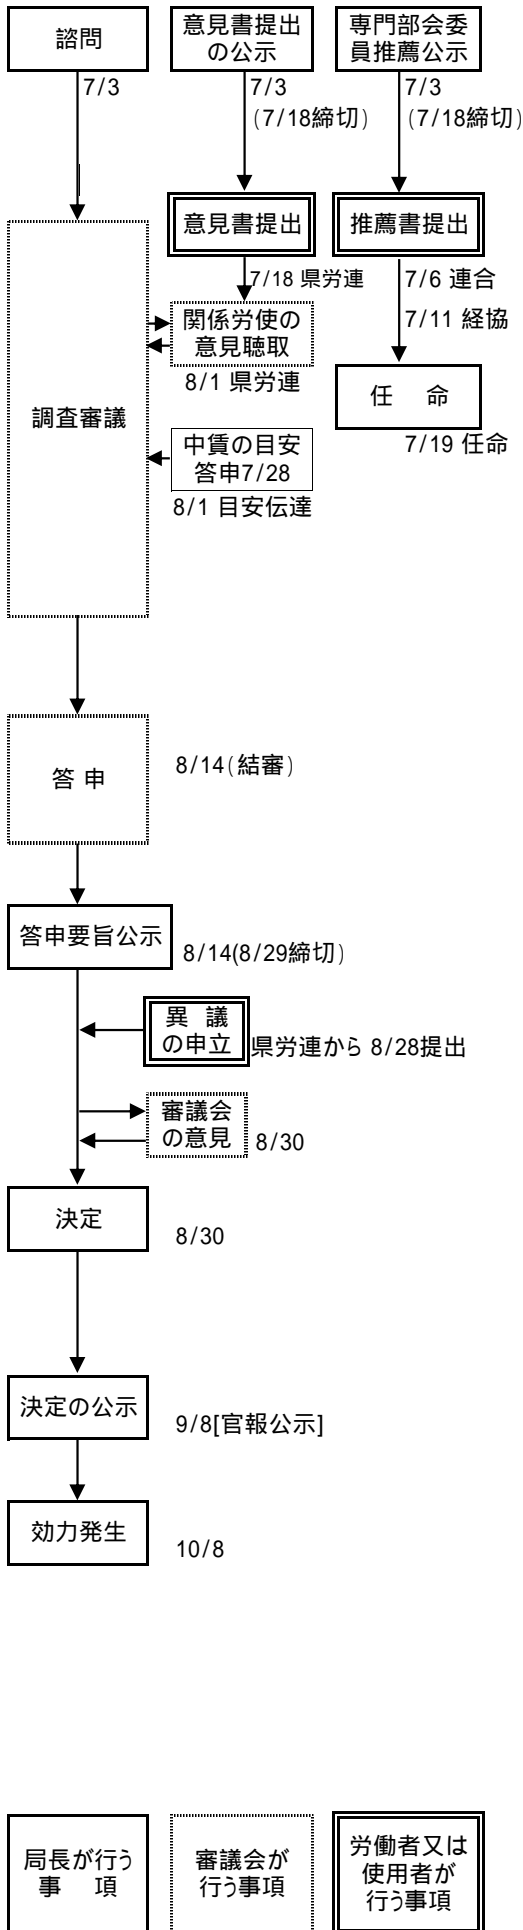 諮問
意見書提出
の公示
専門部会委
員推薦公示
7/3
7/3
(7/18締切)
7/3
(7/18締切)
意見書提出
推薦書提出
7/18 県労連
7/6 連合
7/11 経協
関係労使の
意見聴取
8/1 県労連
任 命
7/19 任命
調査審議
中賃の目安
答申7/28
8/1 目安伝達
答 申
8/14(結審)
答申要旨公示
8/14(8/29締切)
異 議
の申立
県労連から 8/28提出
審議会
の意見
8/30
決定
8/30
決定の公示
9/8[官報公示]
効力発生
10/8
局長が行う
事 項
審議会が
行う事項
労働者又は
使用者が
行う事項